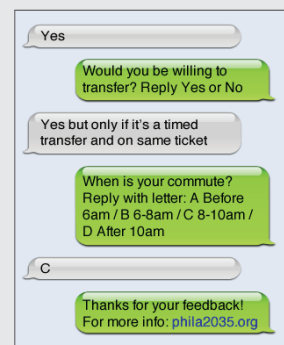 Yes
Would you be willing to
transfer? Reply Yes or No
Yes but only if it's a timed
transfer and on same ticket
When is your commute?
Reply with letter: A Before
6am / B 6-8am / C 8-10am /
D After 10am
C
Thanks for your feedback!
For more info: phila2035.org